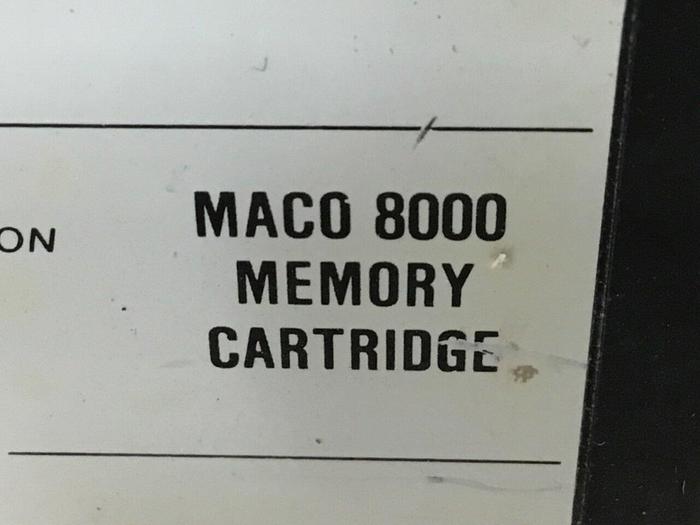 ON
MACO 8000
MEMORY
CARTRIDGE